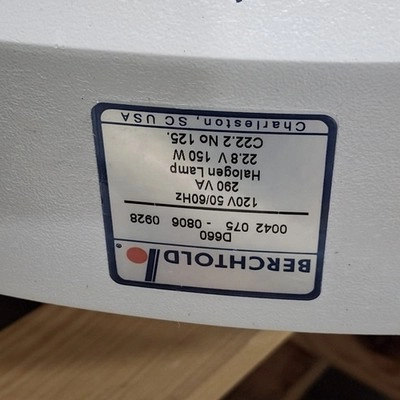 BERCHTOLD
D660
0042 075 - 0806 0928
120V 50/60Hz
290 VA
Halogen Lamp
22.8 V 150 W
C22.2 No 125.
Charleston, SC USA